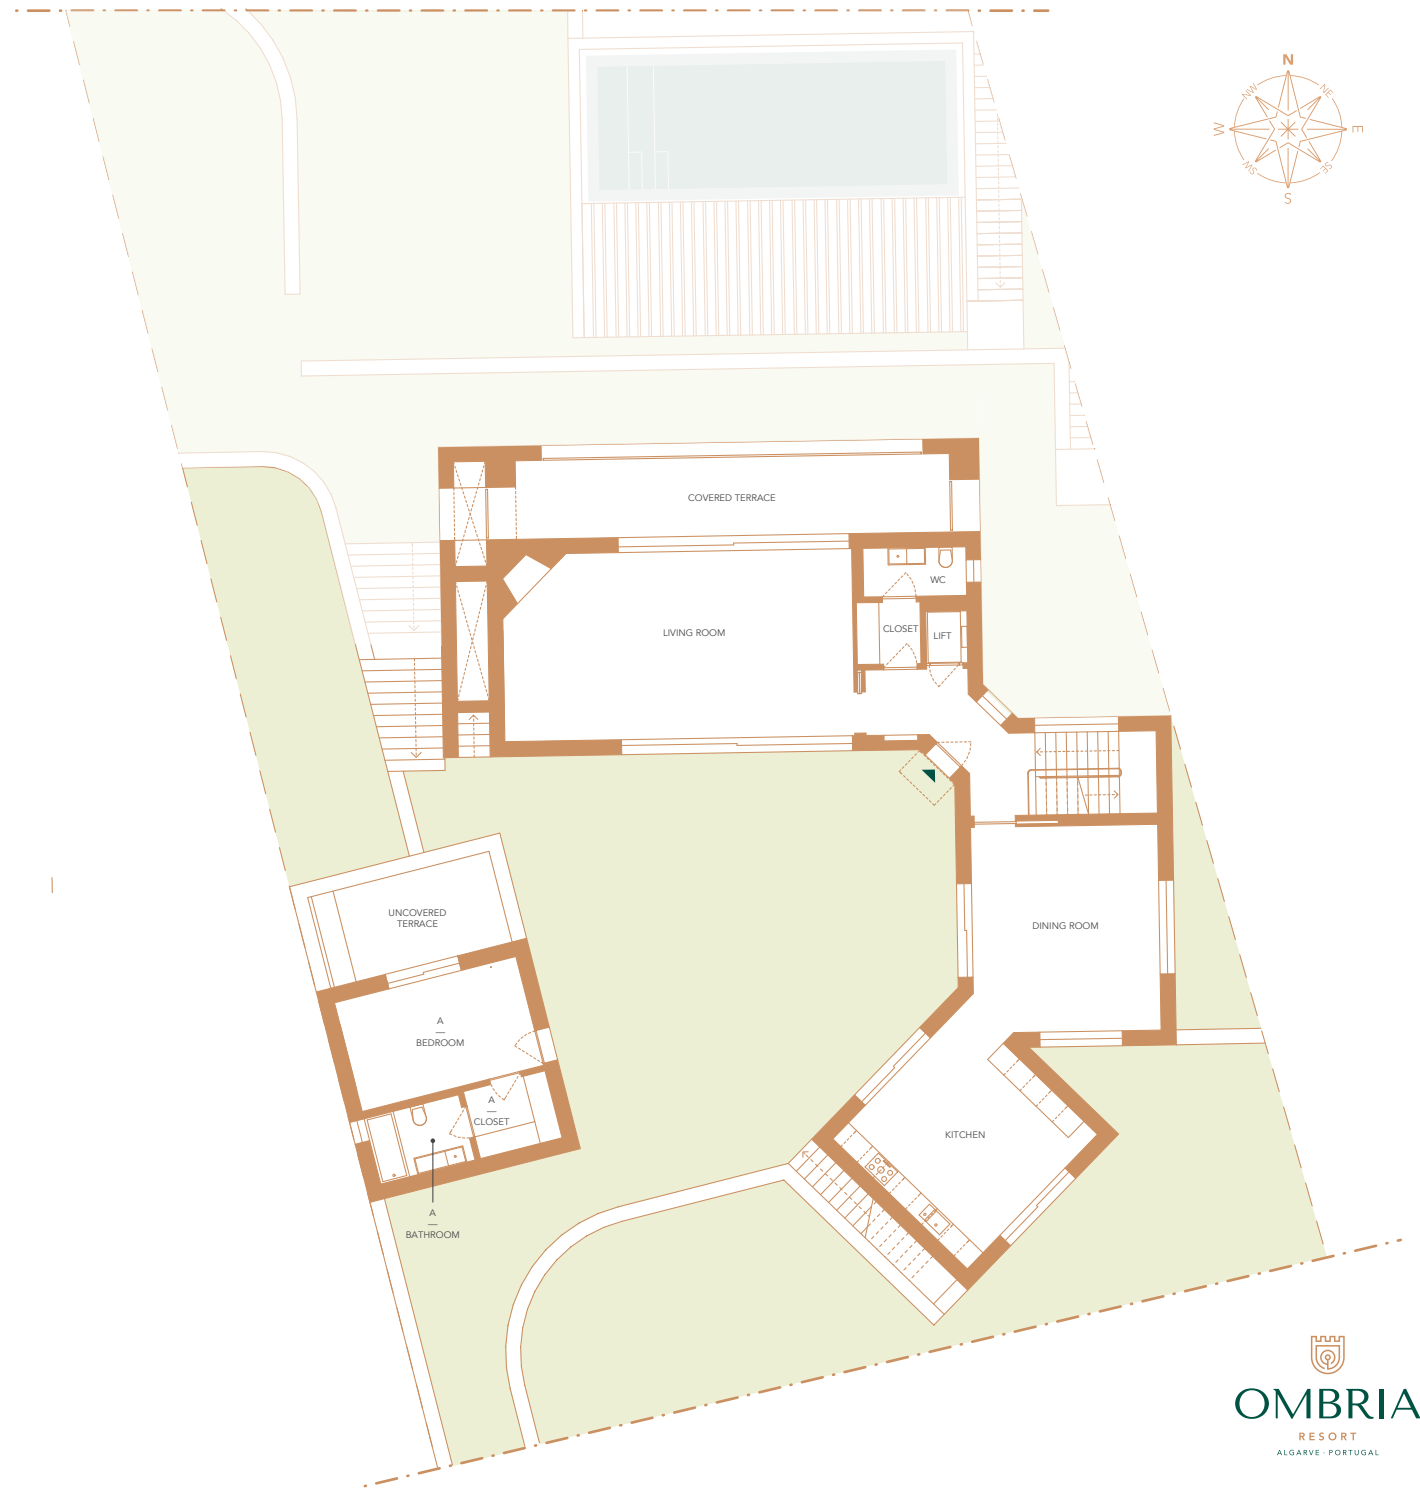 N
NW
NE
W
E
SW
SE
S
COVERED TERRACE
WC
LIVING ROOM
CLOSET
LIFT
UNCOVERED
TERRACE
DINING ROOM
A
BEDROOM
A
CLOSET
KITCHEN
A
BATHROOM
OMBRIA
RESORT
ALGARVE · PORTUGAL